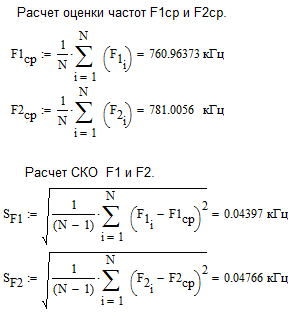 Расчет оценки частот F1ср и F2ср.
F1ср := 1/N · ∑ i = 1 N (F1i) = 760.96373 кГц
F2ср := 1/N · ∑ i = 1 N (F2i) = 781.0056 кГц
Расчет СКО F1 и F2.
SF1 := √ 1/(N − 1) · ∑ i = 1 N (F1i − F1ср)2 = 0.04397 кГц
SF2 := √ 1/(N − 1) · ∑ i = 1 N (F2i − F2ср)2 = 0.04766 кГц